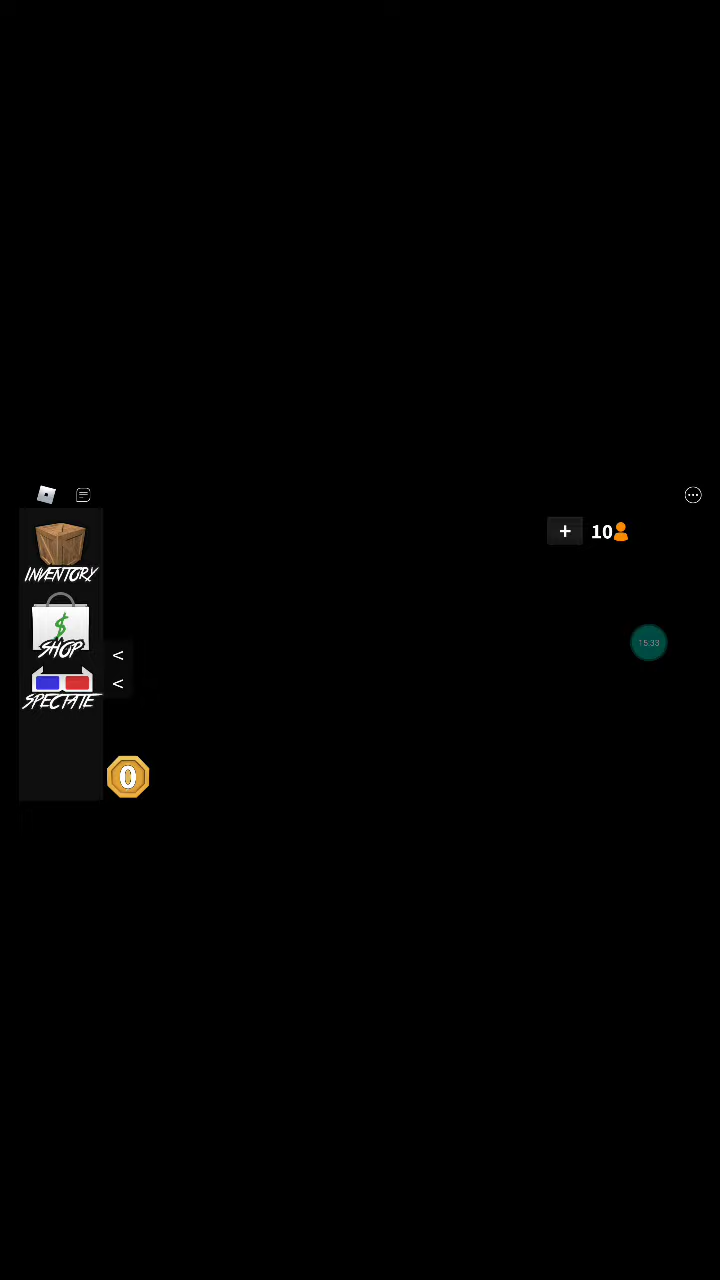 + 10
INVENTORY
$
SHOP
15:33
<
<
SPECTATE
0